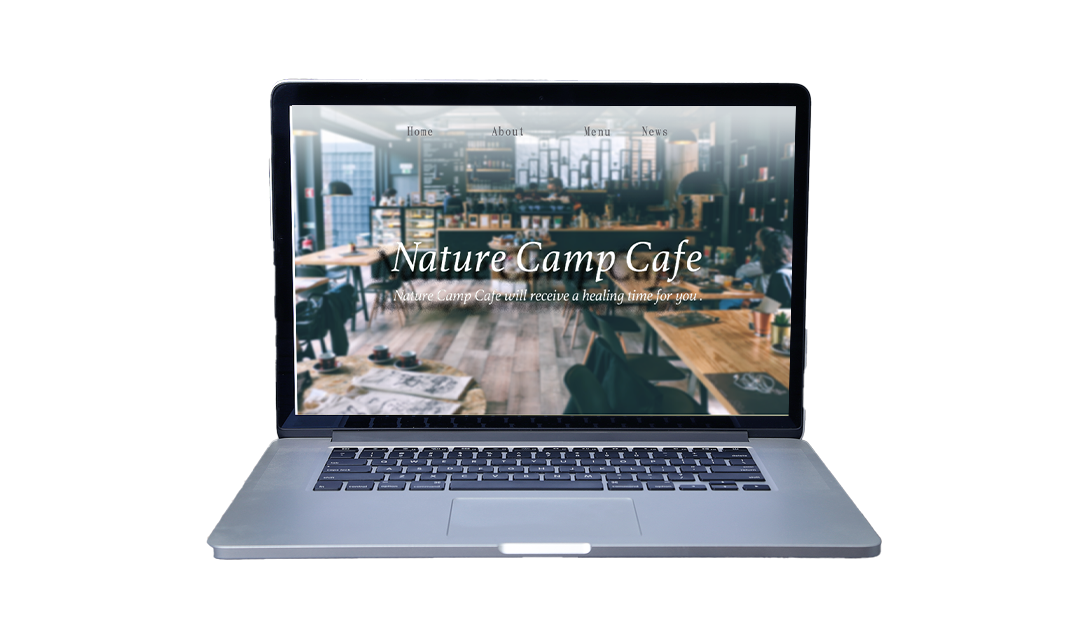 Home About Menu News
Nature Camp Cafe
Nature Camp Cafe will receive a healing time for you .